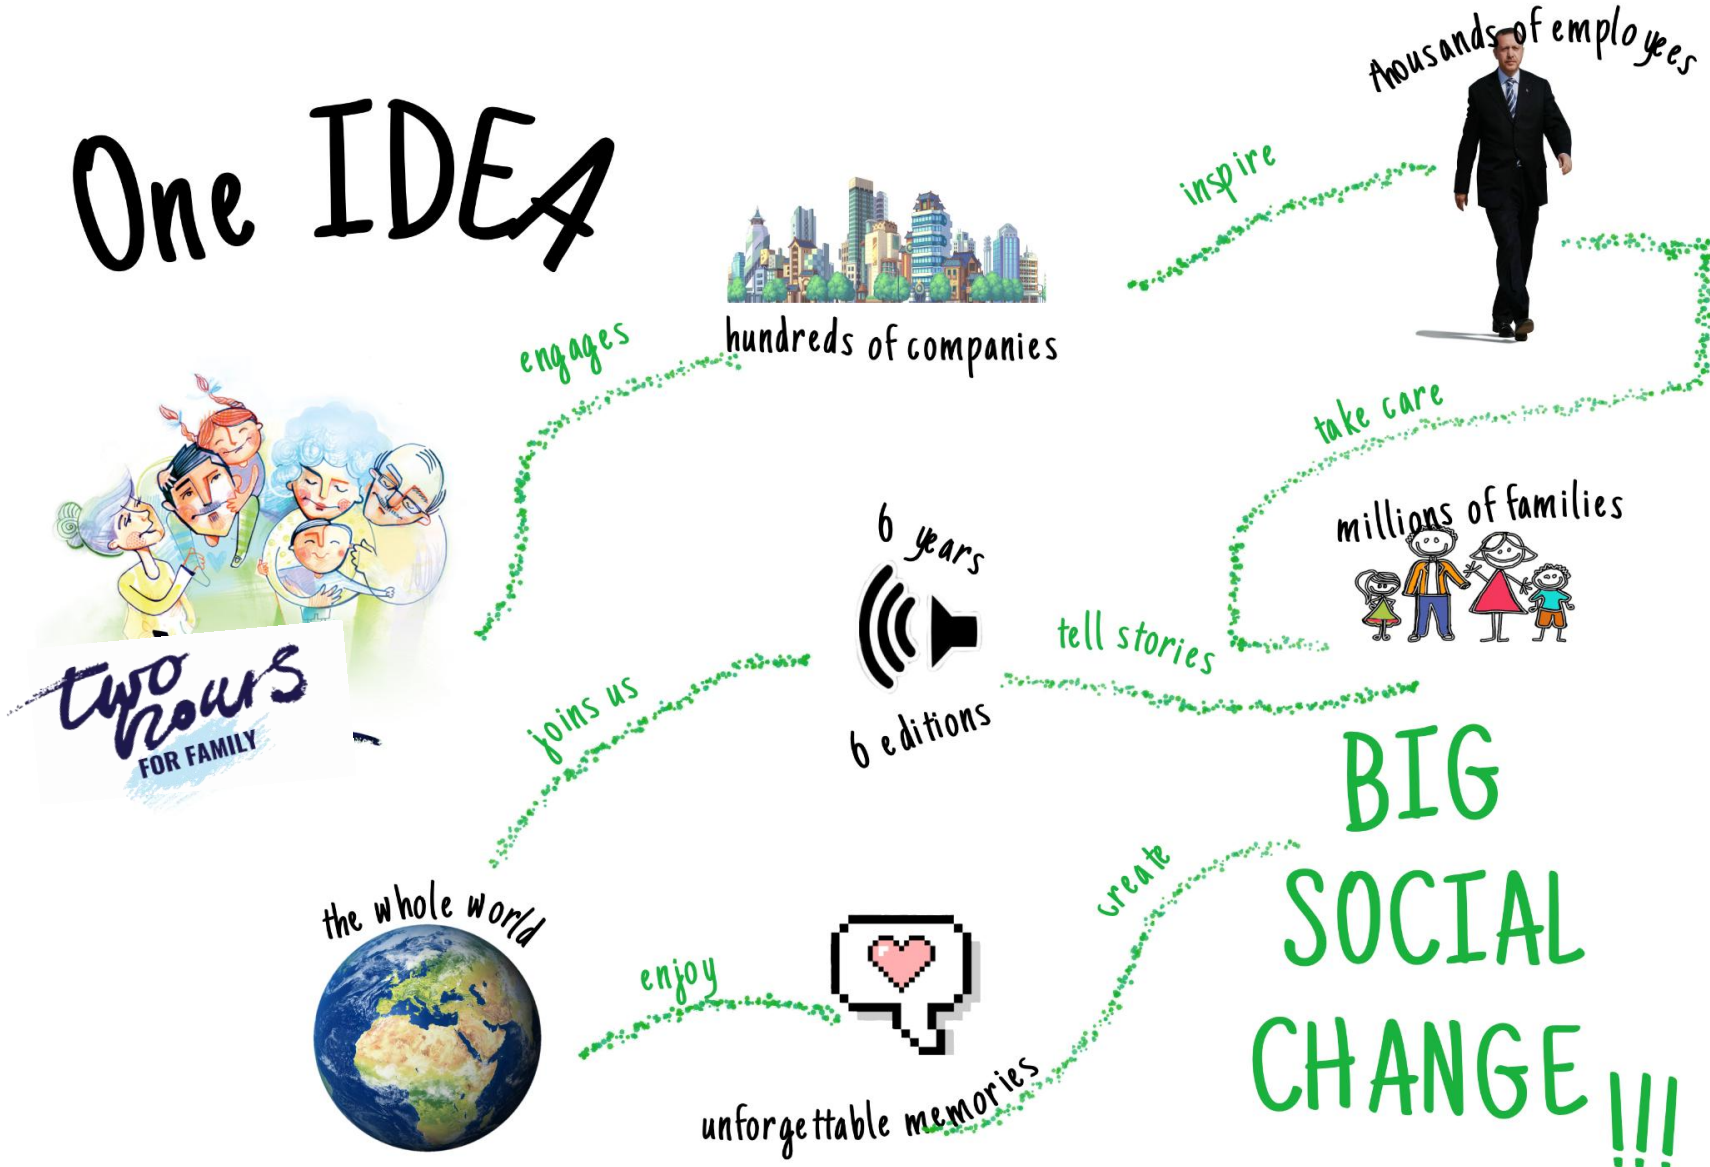 One IDEA
two
hours
FOR FAMILY
engages
hundreds of companies
inspire
thousands of employees
take care
millions of families
tell stories
6 years
6 editions
joins us
the whole world
enjoy
unforgettable memories
create
BIG
SOCIAL
CHANGE !!!